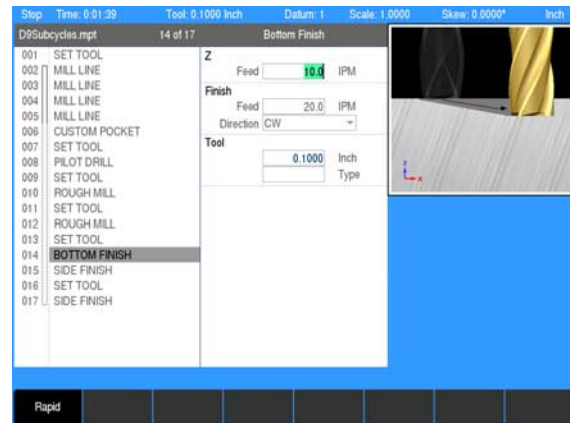 Stop Time: 0:01:39 Tool: 0.1000 Inch Datum: 1 Scale: 1.0000 Skew: 0.0000° Inch
D9Subcycles.mpt 14 of 17 Bottom Finish
001 SET TOOL
002 MILL LINE
003 MILL LINE
004 MILL LINE
005 MILL LINE
006 CUSTOM POCKET
007 SET TOOL
008 PILOT DRILL
009 SET TOOL
010 ROUGH MILL
011 SET TOOL
012 ROUGH MILL
013 SET TOOL
014 BOTTOM FINISH
015 SIDE FINISH
016 SET TOOL
017 SIDE FINISH
Z
Feed 10.0 IPM
Finish
Feed 20.0 IPM
Direction CW
Tool
0.1000 Inch
Type
Z
X
Rapid